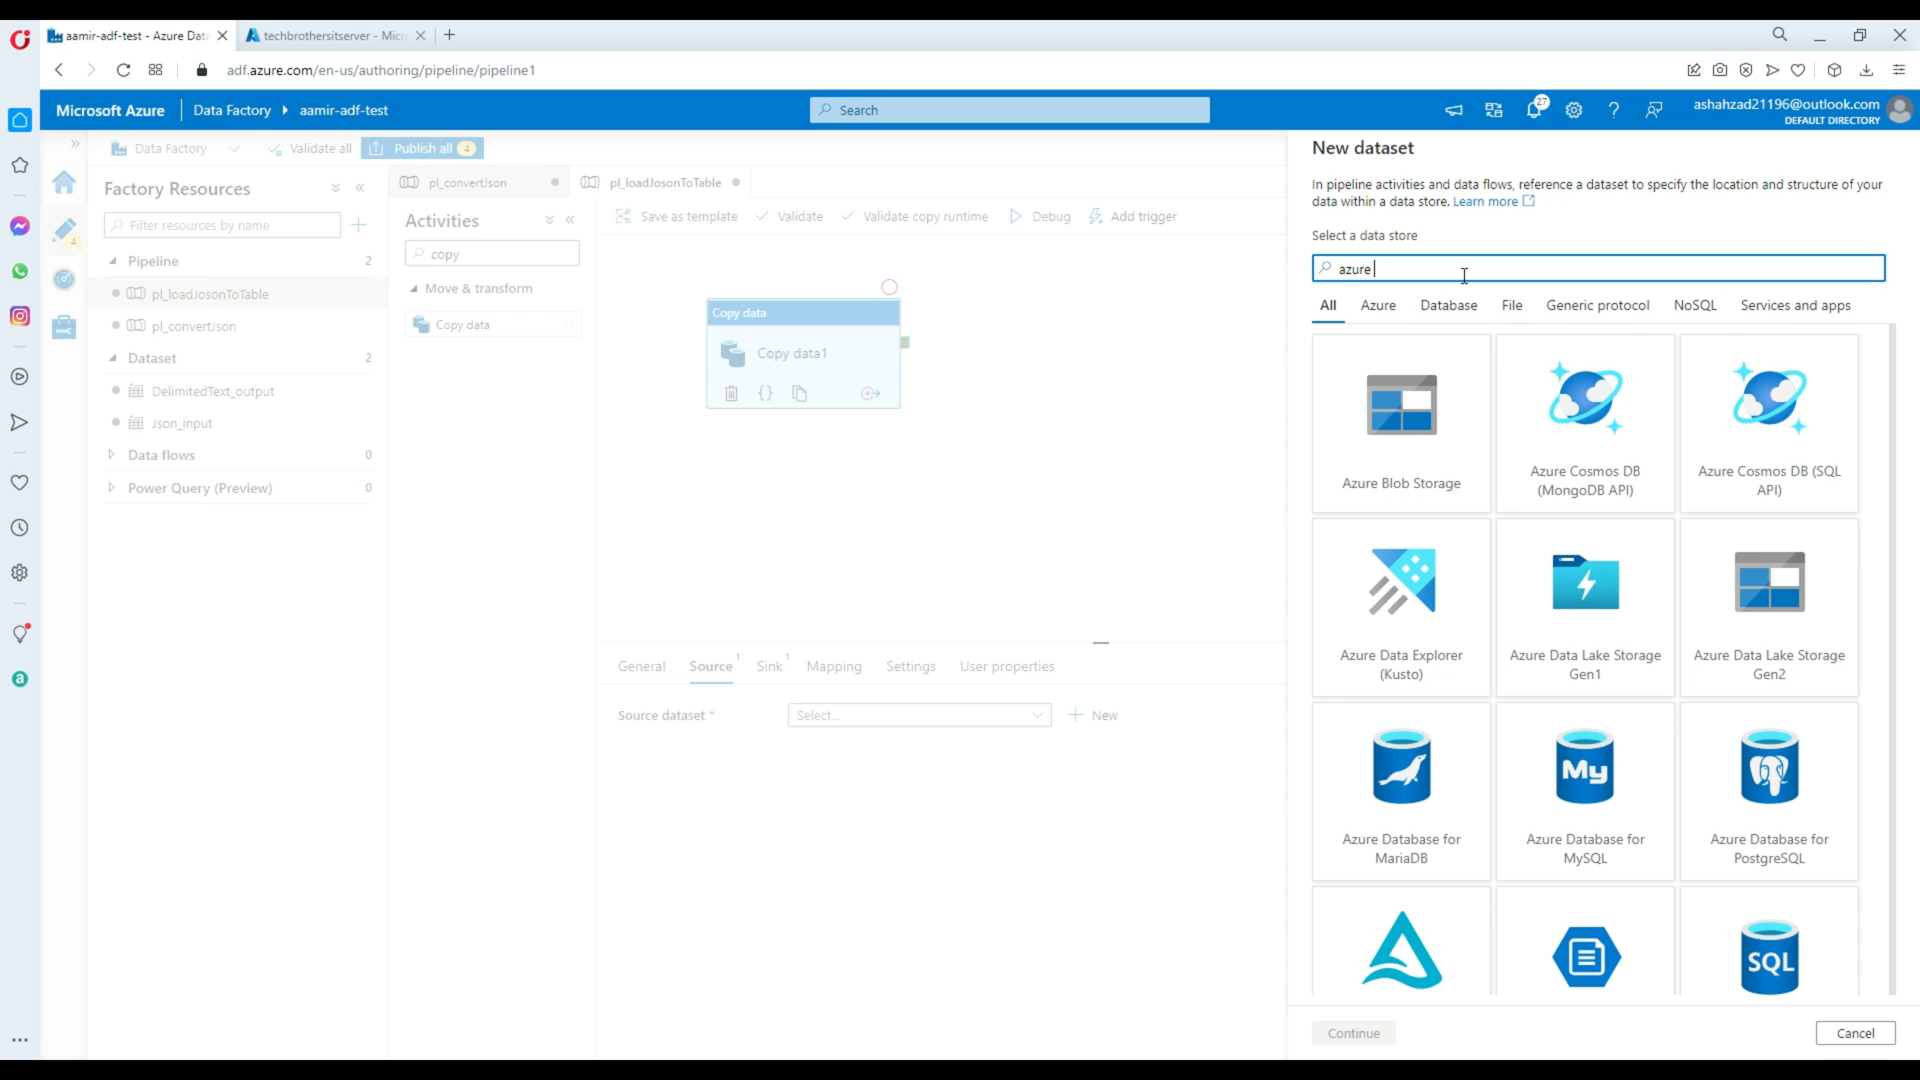 aamir-adf-test - Azure Data
techbrothersitserver - Micr
adf.azure.com/en-us/authoring/pipeline/pipeline1
Microsoft Azure
Data Factory
aamir-adf-test
Search
27
ashahzad21196@outlook.com
DEFAULT DIRECTORY
Data Factory
Validate all
Publish all
4
Factory Resources
Filter resources by name
4
Pipeline
2
pl_loadJosonToTable
pl_convertJson
Dataset
2
DelimitedText_output
Json_input
Data flows
0
Power Query (Preview)
0
pl_convertJson
pl_loadJosonToTable
Activities
copy
Move & transform
Copy data
Save as template
Validate
Validate copy runtime
Debug
Add trigger
Copy data
Copy data1
General
Source
1
Sink
1
Mapping
Settings
User properties
Source dataset *
Select...
New
New dataset
In pipeline activities and data flows, reference a dataset to specify the location and structure of your
data within a data store. Learn more
Select a data store
azure
All
Azure
Database
File
Generic protocol
NoSQL
Services and apps
Azure Blob Storage
Azure Cosmos DB
(MongoDB API)
Azure Cosmos DB (SQL
API)
Azure Data Explorer
(Kusto)
Azure Data Lake Storage
Gen1
Azure Data Lake Storage
Gen2
My
Azure Database for
MariaDB
Azure Database for
MySQL
Azure Database for
PostgreSQL
SQL
Continue
Cancel